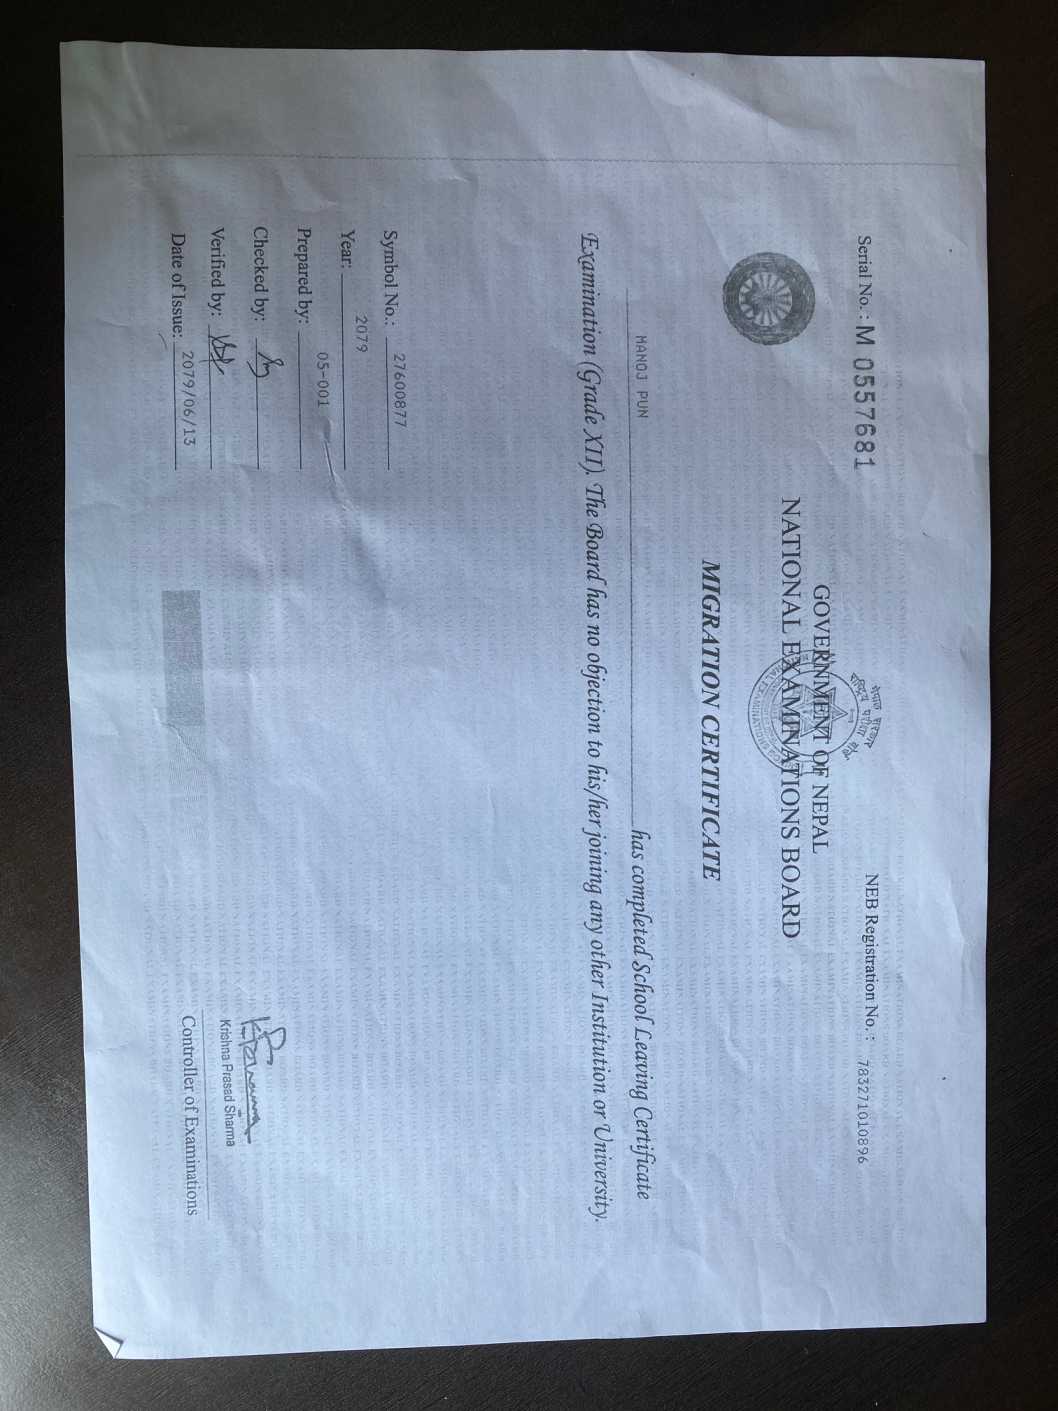 Serial No. : M 0557681
NEB Registration No. : 783271010896
नेपाल सरकार
राष्ट्रिय परीक्षा बोर्ड
GOVERNMENT OF NEPAL
NATIONAL EXAMINATIONS BOARD
MIGRATION CERTIFICATE
MANOJ PUN has completed School Leaving Certificate
Examination (Grade XII). The Board has no objection to his/her joining any other Institution or University.
Symbol No.: 27600877
Year: 2079
Prepared by: 05-001
Checked by:
Verified by:
Date of Issue: 2079/06/13
Krishna Prasad Sharma
Controller of Examinations